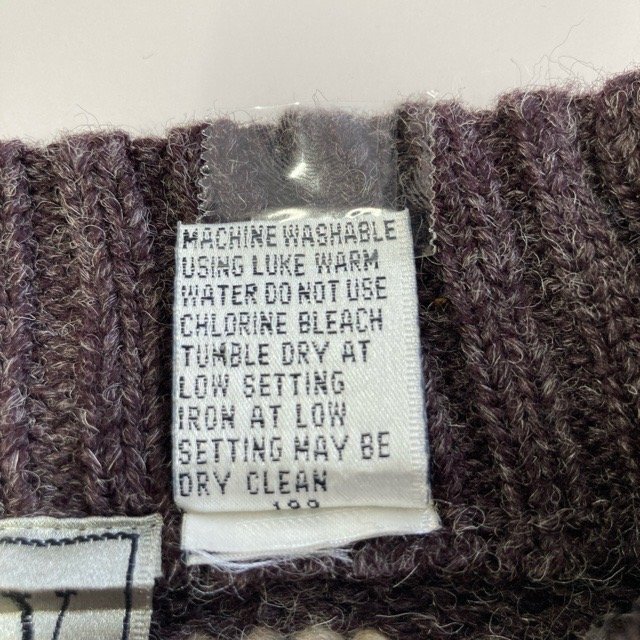 MACHINE WASHABLE
USING LUKE WARM
WATER DO NOT USE
CHLORINE BLEACH
TUMBLE DRY AT
LOW SETTING
IRON AT LOW
SETTING MAY BE
DRY CLEAN